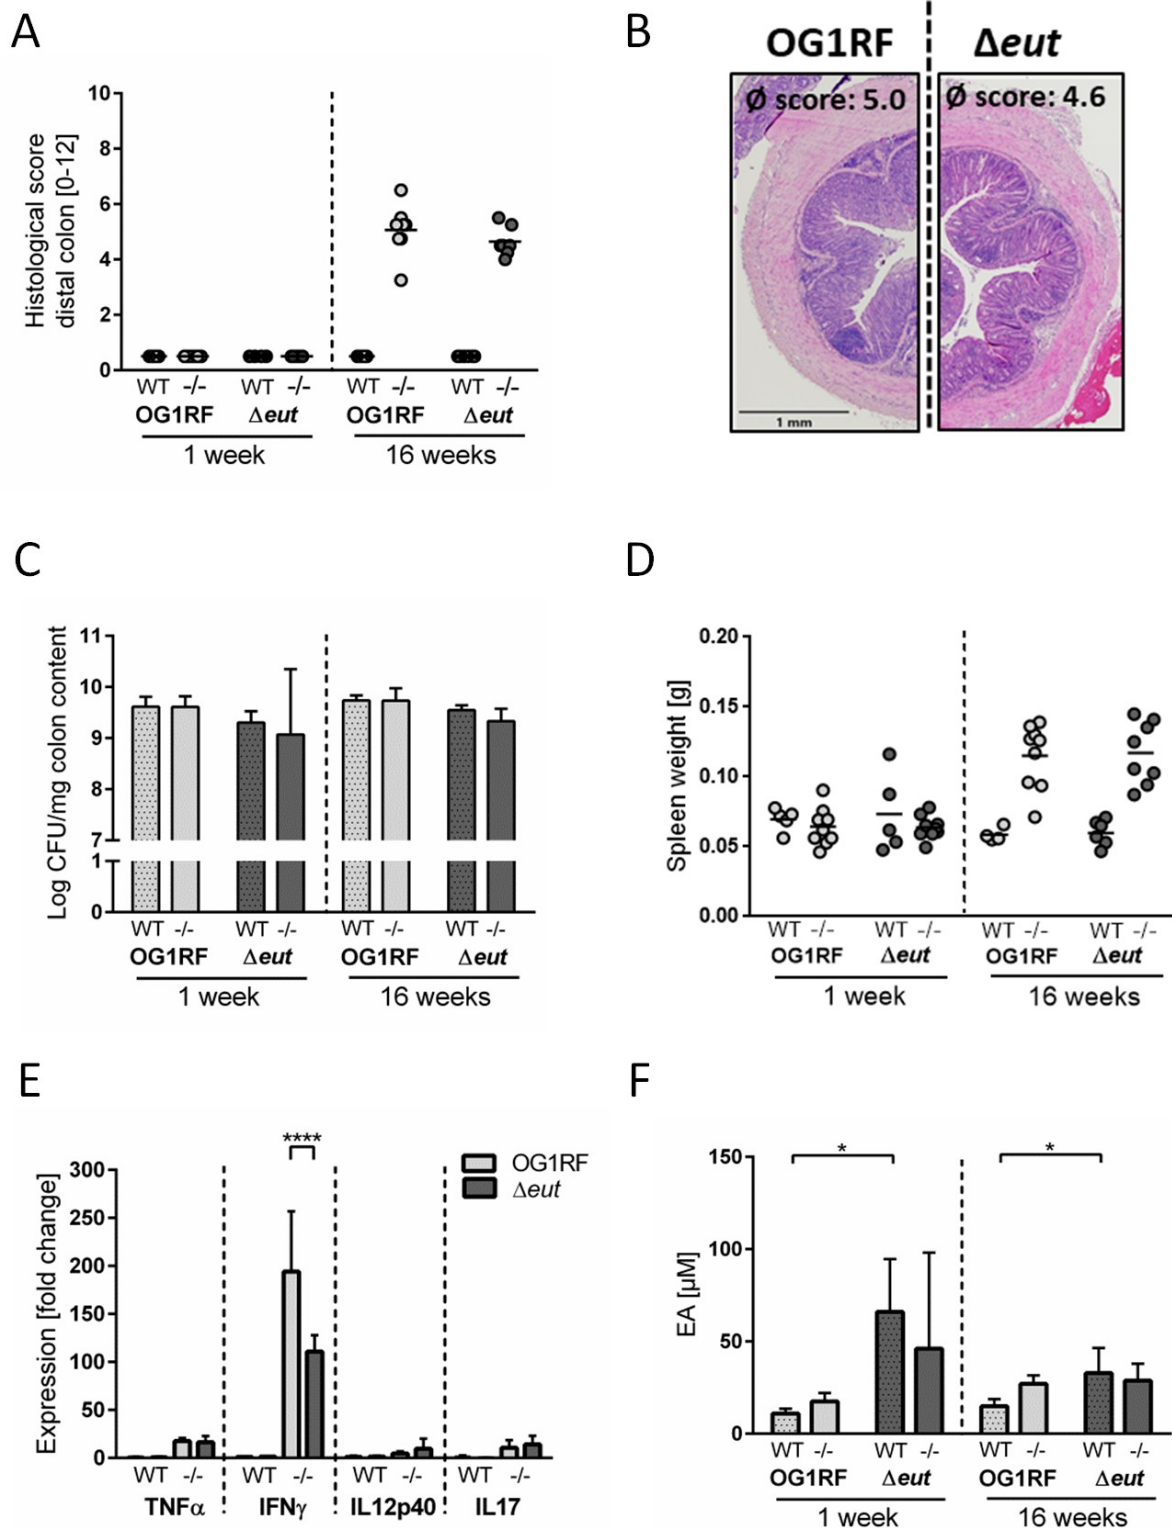 A
Histological score
distal colon [0-12]
10
8
6
4
2
0
WT -/- WT -/- WT -/- WT -/-
OG1RF Δeut OG1RF Δeut
1 week 16 weeks
B
OG1RF Δeut
Ø score: 5.0 Ø score: 4.6
1 mm
C
Log CFU/mg colon content
11
10
9
8
7
1
0
WT -/- WT -/- WT -/- WT -/-
OG1RF Δeut OG1RF Δeut
1 week 16 weeks
D
Spleen weight [g]
0.20
0.15
0.10
0.05
0.00
WT -/- WT -/- WT -/- WT -/-
OG1RF Δeut OG1RF Δeut
1 week 16 weeks
E
Expression [fold change]
****
OG1RF
Δeut
300
250
200
150
100
50
0
WT -/- WT -/- WT -/- WT -/-
TNFα IFNγ IL12p40 IL17
F
EA [µM]
* *
150
100
50
0
WT -/- WT -/- WT -/- WT -/-
OG1RF Δeut OG1RF Δeut
1 week 16 weeks